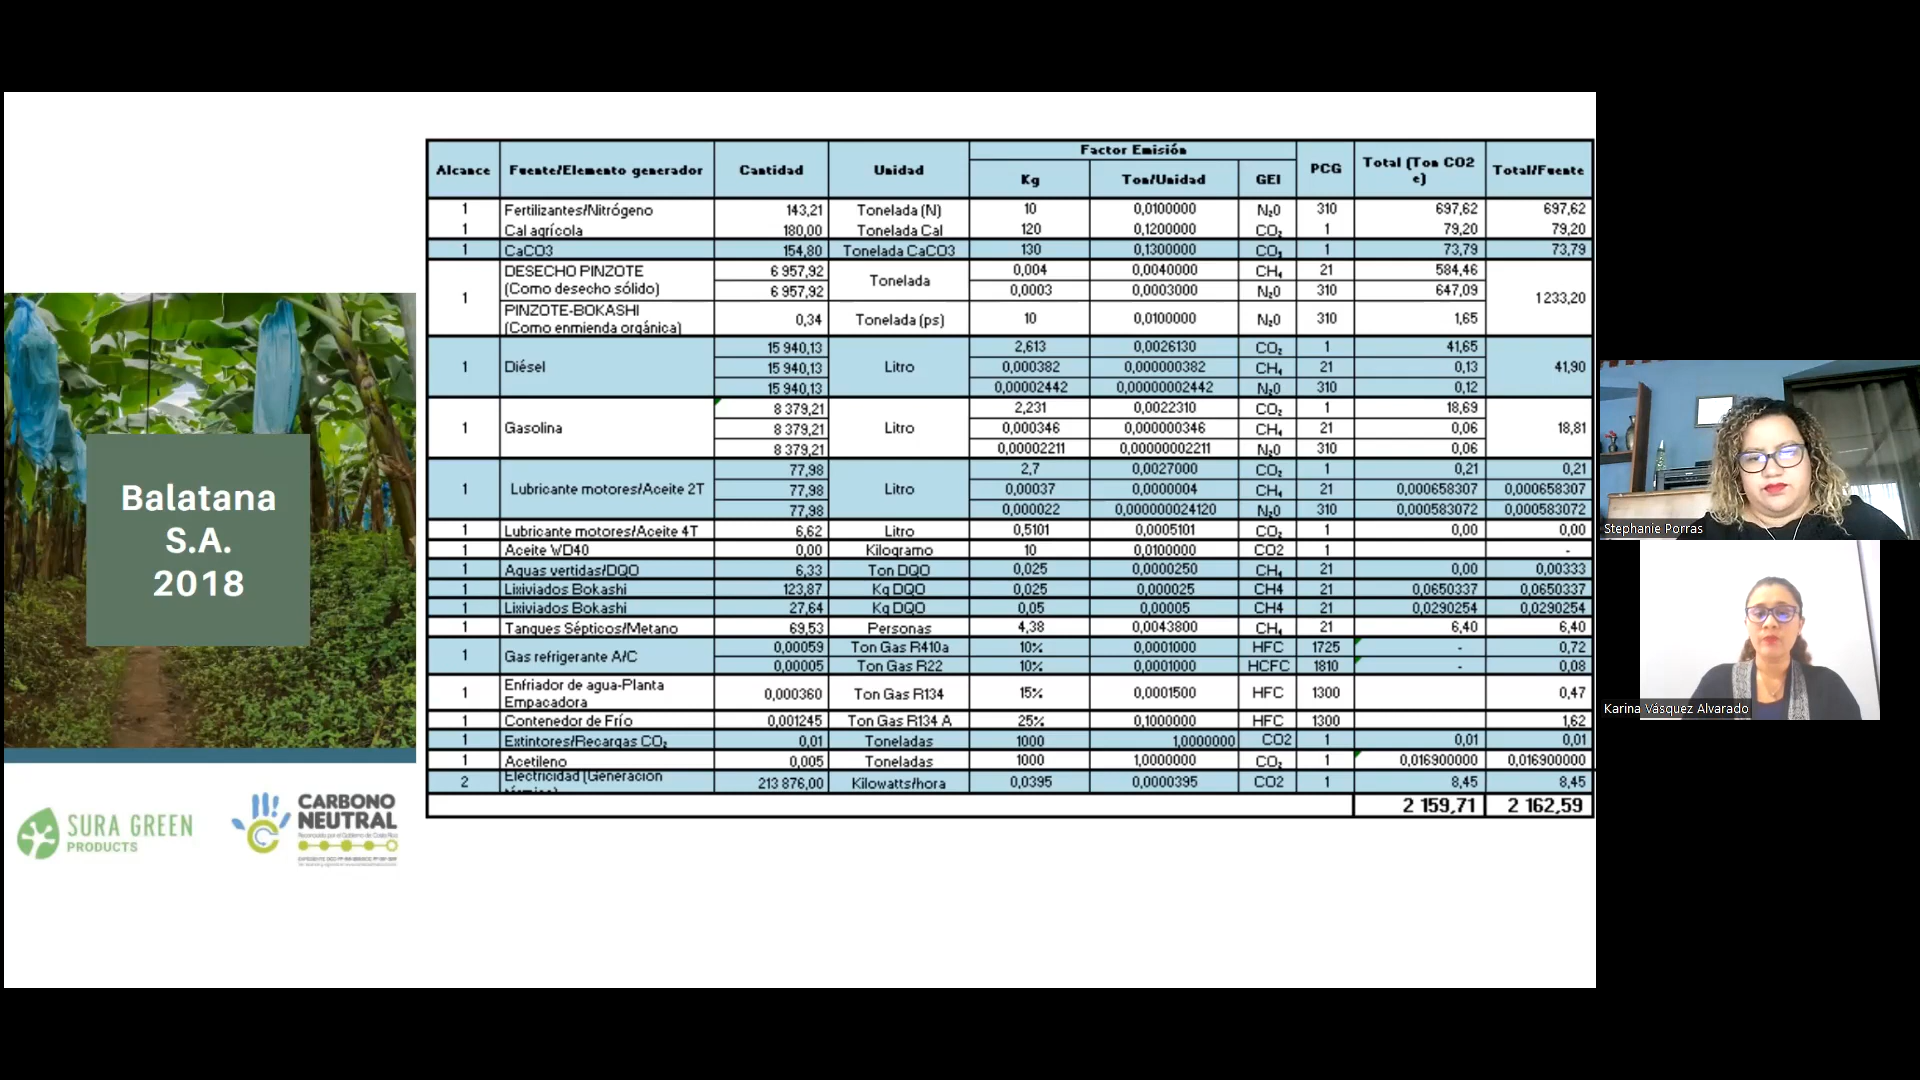 Balatana
S.A.
2018
SURA GREEN
PRODUCTS
CARBONO
NEUTRAL
Alcance Fuente/Elemento generador Cantidad Unidad Factor Emisión PCG Total (Ton CO2 e) Total/Fuente
Kg Ton/Unidad GEI
1 Fertilizantes/Nitrógeno 143,21 Tonelada (N) 10 0,0100000 N₂0 310 697,62 697,62
1 Cal agrícola 180,00 Tonelada Cal 120 0,1200000 CO₂ 1 79,20 79,20
1 CaCO3 154,80 Tonelada CaCO3 130 0,1300000 CO₂ 1 73,79 73,79
1 DESECHO PINZOTE 6 957,92 Tonelada 0,004 0,0040000 CH₄ 21 584,46 1 233,20
(Como desecho sólido) 6 957,92 0,0003 0,0003000 N₂0 310 647,09
PINZOTE-BOKASHI
(Como enmienda orgánica) 0,34 Tonelada (ps) 10 0,0100000 N₂0 310 1,65
1 Diésel 15 940,13 Litro 2,613 0,0026130 CO₂ 1 41,65 41,90
15 940,13 0,000382 0,000000382 CH₄ 21 0,13
15 940,13 0,00002442 0,00000002442 N₂0 310 0,12
1 Gasolina 8 379,21 Litro 2,231 0,0022310 CO₂ 1 18,69 18,81
8 379,21 0,000346 0,000000346 CH₄ 21 0,06
8 379,21 0,00002211 0,00000002211 N₂0 310 0,06
1 Lubricante motores/Aceite 2T 77,98 Litro 2,7 0,0027000 CO₂ 1 0,21 0,21
77,98 0,00037 0,0000004 CH₄ 21 0,000658307 0,000658307
77,98 0,000022 0,000000024120 N₂0 310 0,000583072 0,000583072
1 Lubricante motores/Aceite 4T 6,62 Litro 0,5101 0,0005101 CO₂ 1 0,00 0,00
1 Aceite WD40 0,00 Kilogramo 10 0,0100000 CO2 1 -
1 Aguas vertidas/DQO 6,33 Ton DQO 0,025 0,0000250 CH₄ 21 0,00 0,00333
1 Lixiviados Bokashi 123,87 Kg DQO 0,025 0,000025 CH4 21 0,0650337 0,0650337
1 Lixiviados Bokashi 27,64 Kg DQO 0,05 0,00005 CH4 21 0,0290254 0,0290254
1 Tanques Sépticos/Metano 69,53 Personas 4,38 0,0043800 CH₄ 21 6,40 6,40
1 Gas refrigerante A/C 0,00059 Ton Gas R410a 10% 0,0001000 HFC 1725 - 0,72
0,00005 Ton Gas R22 10% 0,0001000 HCFC 1810 - 0,08
1 Enfriador de agua-Planta
Empacadora 0,000360 Ton Gas R134 15% 0,0001500 HFC 1300 0,47
1 Contenedor de Frío 0,001245 Ton Gas R134 A 25% 0,1000000 HFC 1300 1,62
1 Extintores/Recargas CO₂ 0,01 Toneladas 1000 1,0000000 CO2 1 0,01 0,01
1 Acetileno 0,005 Toneladas 1000 1,0000000 CO₂ 1 0,016900000 0,016900000
2 Electricidad (Generación 213 876,00 Kilowatts/hora 0,0395 0,0000395 CO2 1 8,45 8,45
2 159,71 2 162,59
Stephanie Porras
Karina Vásquez Alvarado